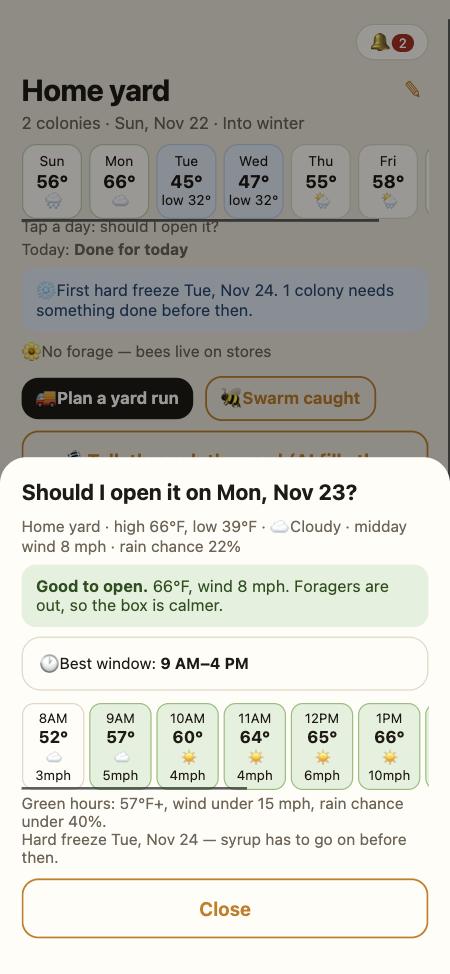 2
Home yard
2 colonies · Sun, Nov 22 · Into winter
Sun Mon Tue Wed Thu Fri
56° 66° 45° 47° 55° 58°
low 32° low 32°
Tap a day: should I open it?
Today: Done for today
First hard freeze Tue, Nov 24. 1 colony needs
something done before then.
No forage — bees live on stores
Plan a yard run
Swarm caught
Should I open it on Mon, Nov 23?
Home yard · high 66°F, low 39°F · Cloudy · midday
wind 8 mph · rain chance 22%
Good to open. 66°F, wind 8 mph. Foragers are
out, so the box is calmer.
Best window: 9 AM–4 PM
8AM 9AM 10AM 11AM 12PM 1PM
52° 57° 60° 64° 65° 66°
3mph 5mph 4mph 4mph 6mph 10mph
Green hours: 57°F+, wind under 15 mph, rain chance
under 40%.
Hard freeze Tue, Nov 24 — syrup has to go on before
then.
Close